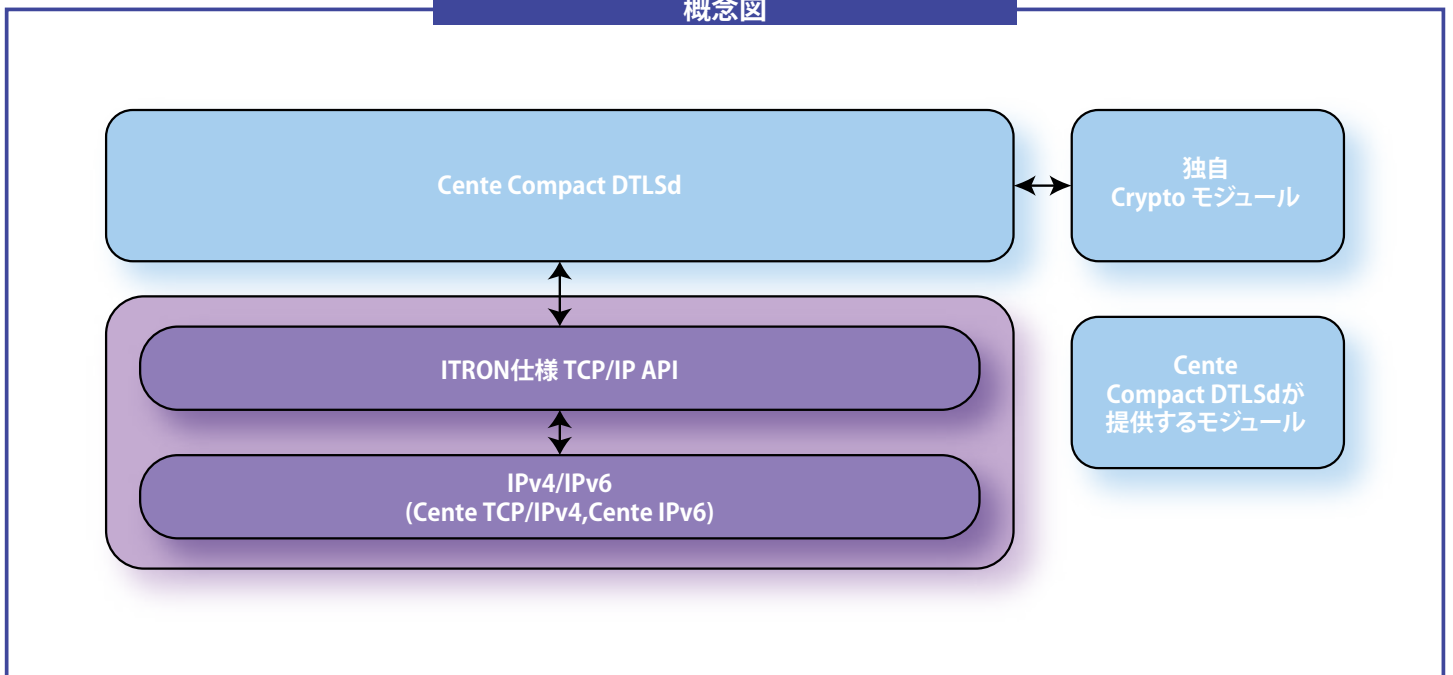 概念図
Cente Compact DTLSd
独自
Crypto モジュール
ITRON仕様 TCP/IP API
IPv4/IPv6
(Cente TCP/IPv4,Cente IPv6)
Cente
Compact DTLSdが
提供するモジュール